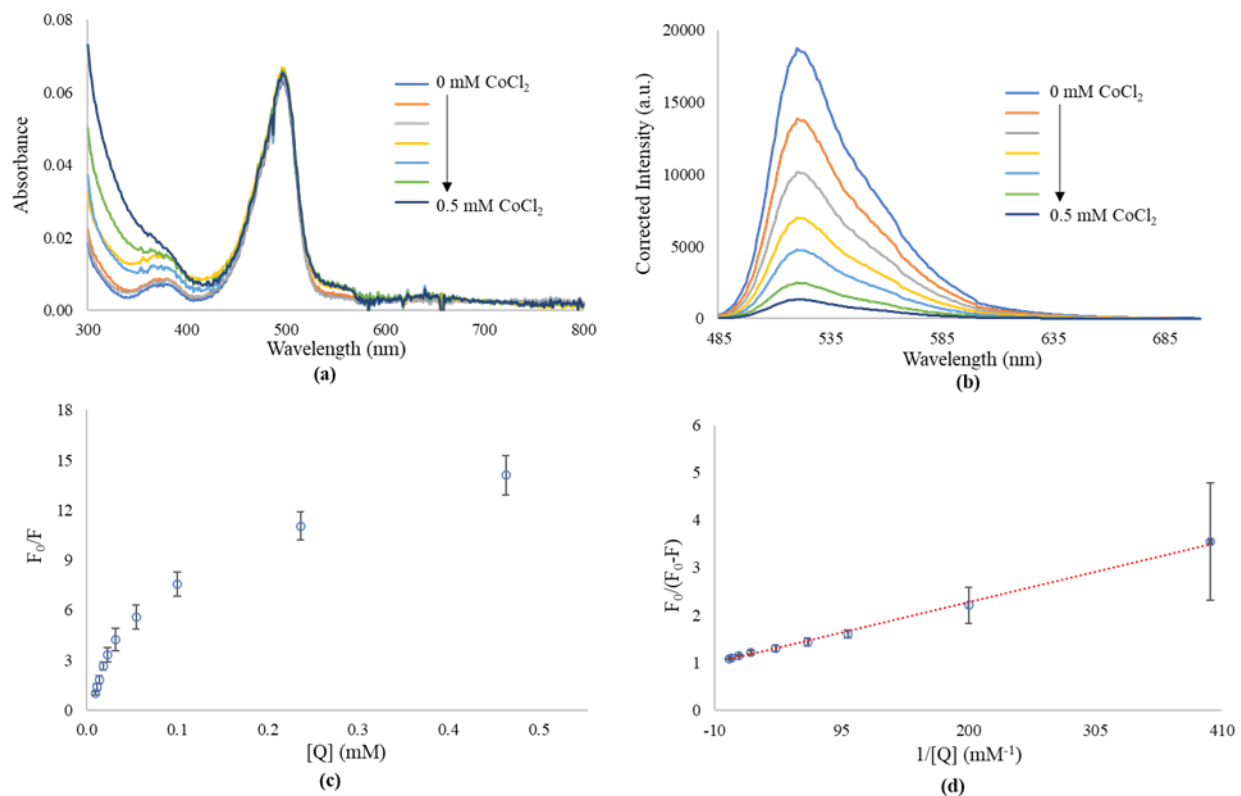 0.08
0.06
0.04
0.02
0.00
Absorbance
0 mM CoCl₂
0.5 mM CoCl₂
300 400 500 600 700 800
Wavelength (nm)
(a)
20000
15000
10000
5000
0
Corrected Intensity (a.u.)
0 mM CoCl₂
0.5 mM CoCl₂
485 535 585 635 685
Wavelength (nm)
(b)
18
15
12
9
6
3
0
F₀/F
0.0 0.1 0.2 0.3 0.4 0.5
[Q] (mM)
(c)
6
5
4
3
2
1
0
F₀/(F₀-F)
-10 95 200 305 410
1/[Q] (mM⁻¹)
(d)